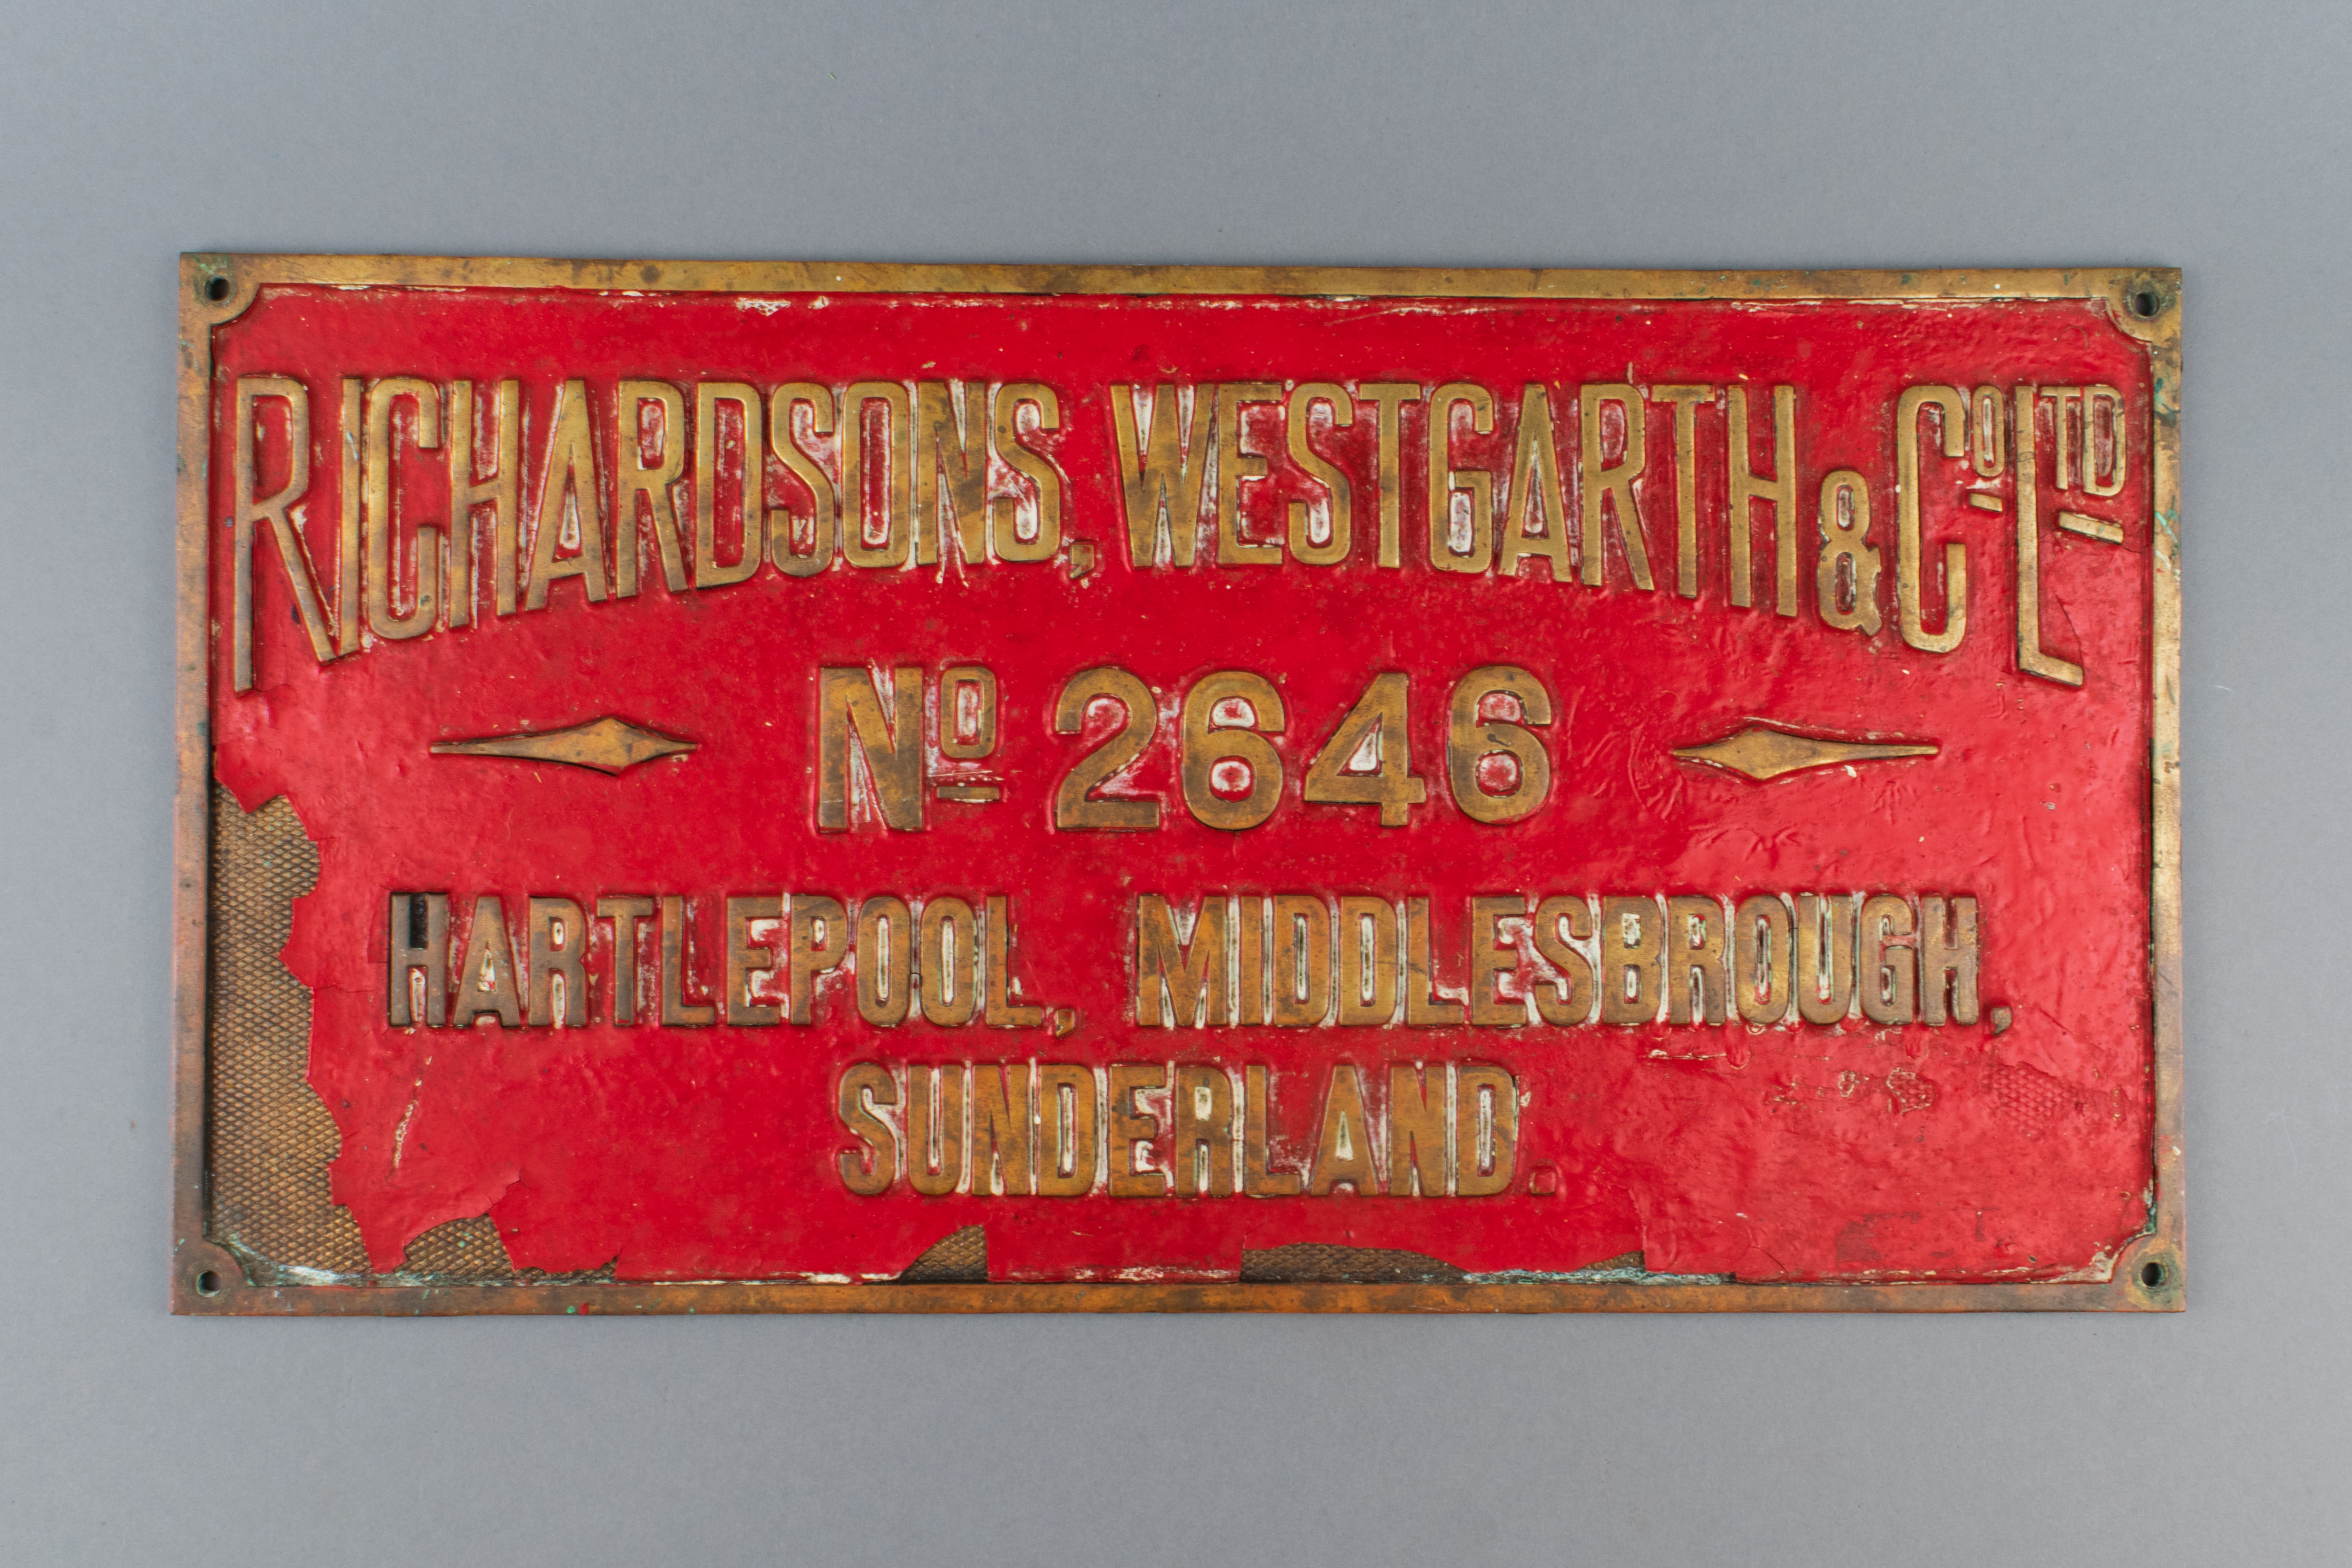 RICHARDSONS, WESTGARTH & Cº LTD
Nº 2646
HARTLEPOOL, MIDDLESBROUGH,
SUNDERLAND.